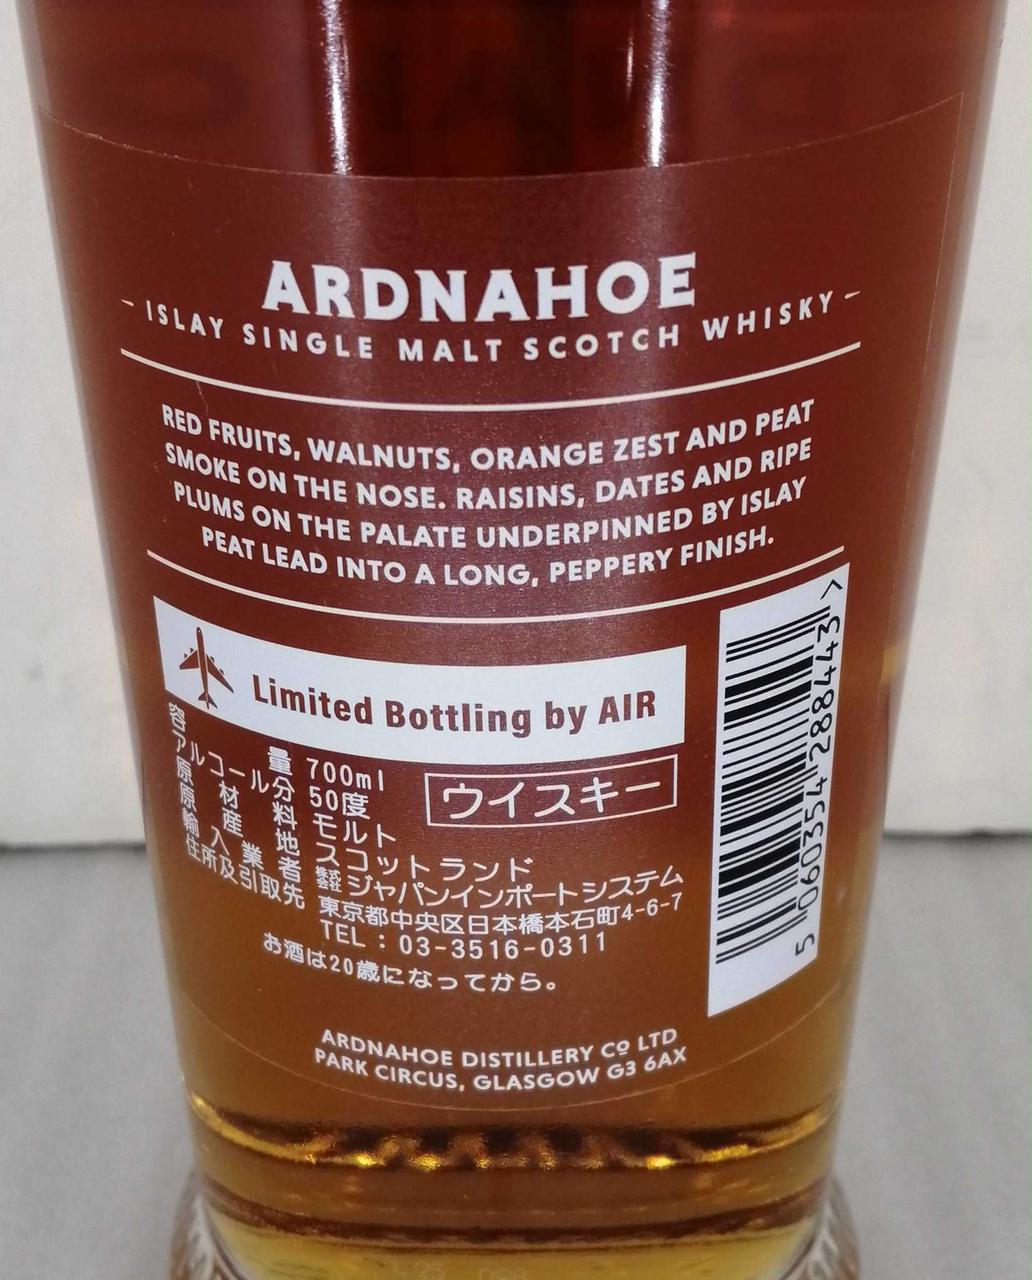 ARDNAHOE
ISLAY SINGLE MALT SCOTCH WHISKY
RED FRUITS, WALNUTS, ORANGE ZEST AND PEAT
SMOKE ON THE NOSE. RAISINS, DATES AND RIPE
PLUMS ON THE PALATE UNDERPINNED BY ISLAY
PEAT LEAD INTO A LONG, PEPPERY FINISH.
Limited Bottling by AIR
容量 700ml
アルコール分 50度
ウイスキー
原材料 モルト
原産地 スコットランド
輸入業者 株式会社ジャパンインポートシステム
住所及引取先 東京都中央区日本橋本石町4-6-7
TEL : 03-3516-0311
お酒は20歳になってから。
5 060354 288443 >
ARDNAHOE DISTILLERY Cº LTD
PARK CIRCUS, GLASGOW G3 6AX